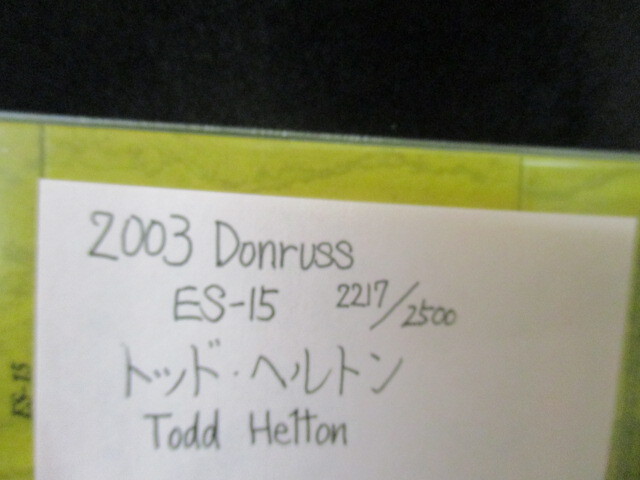 2003 Donruss
ES-15 2217/2500
トッド・ヘルトン
Todd Helton
ES-15